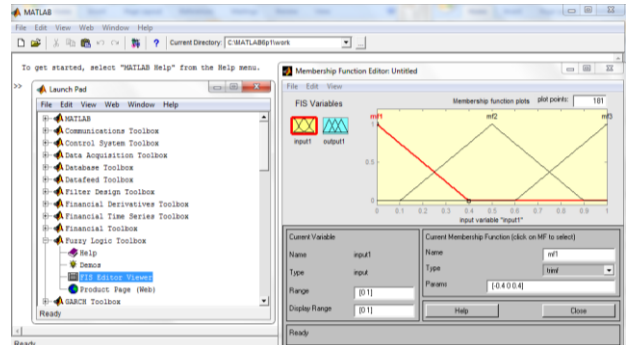 MATLAB
File Edit View Web Window Help
Current Directory: C:\MATLAB6p1\work
To get started, select "MATLAB Help" from the Help menu.
>>
Launch Pad
File Edit View Web Window Help
MATLAB
Communications Toolbox
Control System Toolbox
Data Acquisition Toolbox
Database Toolbox
Datafeed Toolbox
Filter Design Toolbox
Financial Derivatives Toolbox
Financial Time Series Toolbox
Financial Toolbox
Fuzzy Logic Toolbox
Help
Demos
FIS Editor Viewer
Product Page (Web)
GARCH Toolbox
Ready
Ready
Membership Function Editor: Untitled
File Edit View
FIS Variables
input1 output1
Membership function plots plot points: 181
mf1 mf2 mf3
1
0.5
0
0 0.1 0.2 0.3 0.4 0.5 0.6 0.7 0.8 0.9 1
input variable "input1"
Current Variable
Name input1
Type input
Range [0 1]
Display Range [0 1]
Current Membership Function (click on MF to select)
Name mf1
Type trimf
Params [-0.4 0 0.4]
Help Close
Ready